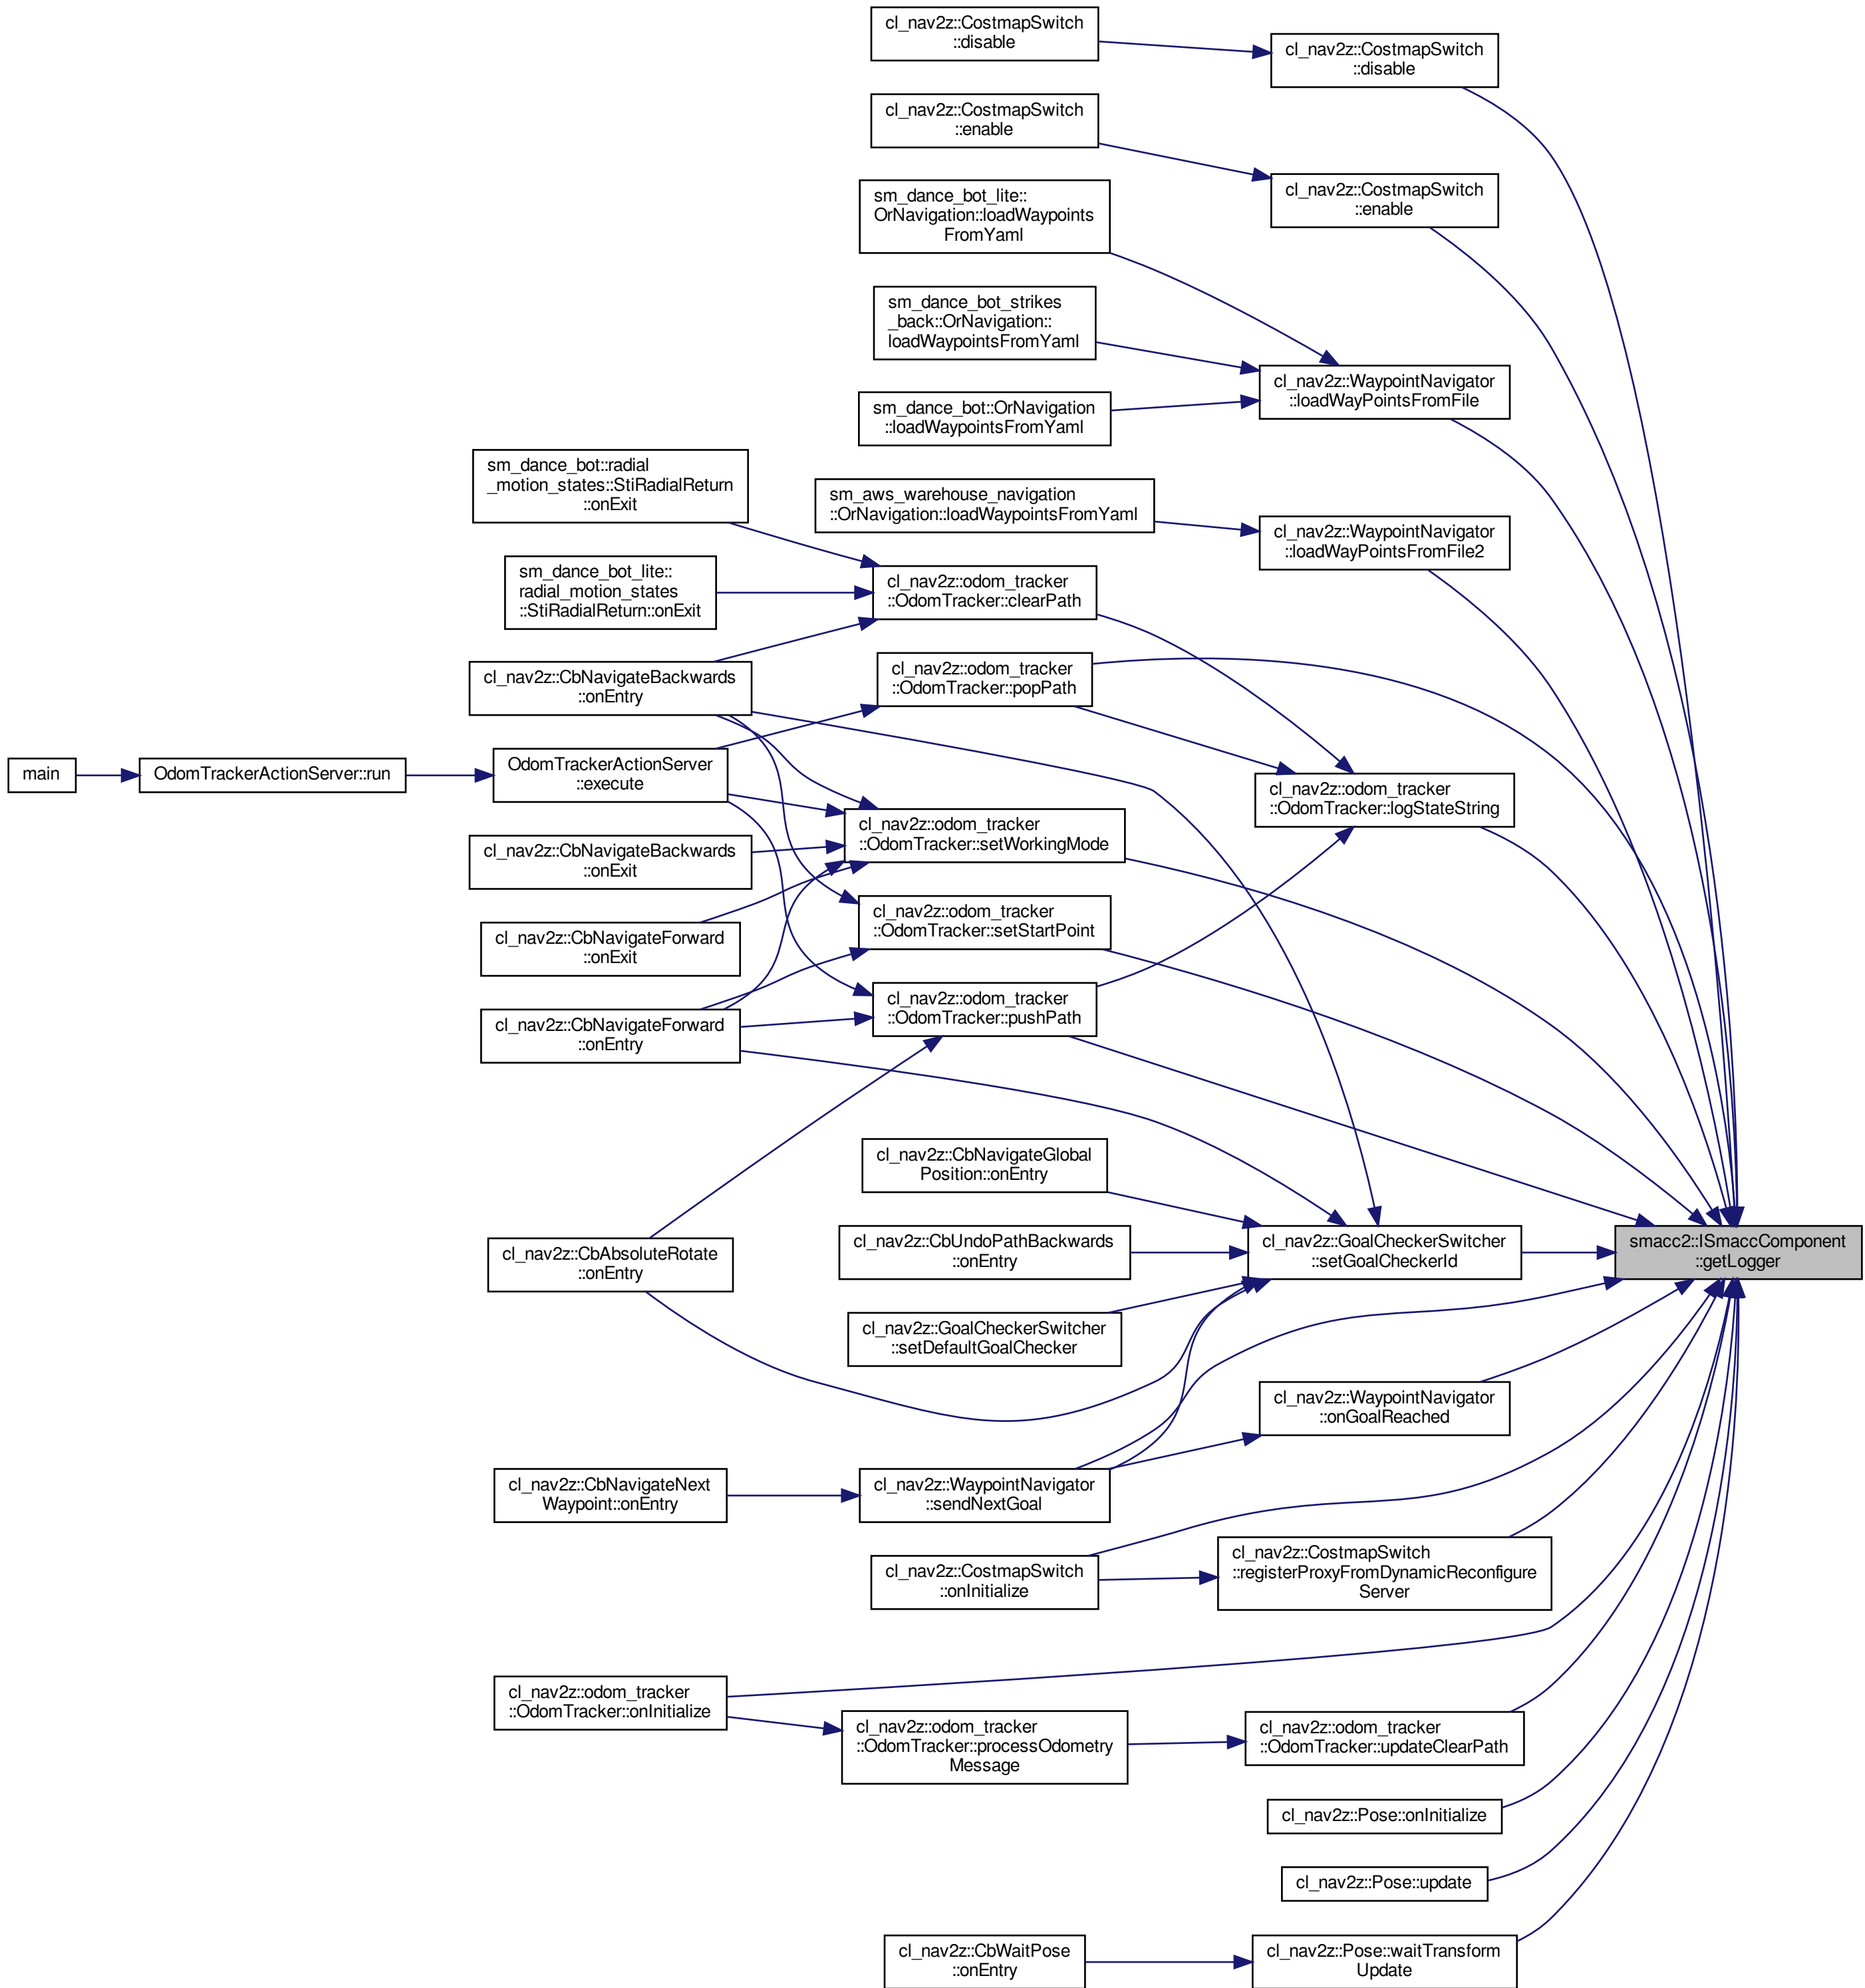 cl_nav2z::CostmapSwitch
::disable
cl_nav2z::CostmapSwitch
::disable
cl_nav2z::CostmapSwitch
::enable
cl_nav2z::CostmapSwitch
::enable
sm_dance_bot_lite::
OrNavigation::loadWaypoints
FromYaml
sm_dance_bot_strikes
_back::OrNavigation::
loadWaypointsFromYaml
cl_nav2z::WaypointNavigator
::loadWayPointsFromFile
sm_dance_bot::OrNavigation
::loadWaypointsFromYaml
sm_dance_bot::radial
_motion_states::StiRadialReturn
::onExit
sm_aws_warehouse_navigation
::OrNavigation::loadWaypointsFromYaml
cl_nav2z::WaypointNavigator
::loadWayPointsFromFile2
sm_dance_bot_lite::
radial_motion_states
::StiRadialReturn::onExit
cl_nav2z::odom_tracker
::OdomTracker::clearPath
cl_nav2z::CbNavigateBackwards
::onEntry
cl_nav2z::odom_tracker
::OdomTracker::popPath
main
OdomTrackerActionServer::run
OdomTrackerActionServer
::execute
cl_nav2z::odom_tracker
::OdomTracker::logStateString
cl_nav2z::odom_tracker
::OdomTracker::setWorkingMode
cl_nav2z::CbNavigateBackwards
::onExit
cl_nav2z::odom_tracker
::OdomTracker::setStartPoint
cl_nav2z::CbNavigateForward
::onExit
cl_nav2z::odom_tracker
::OdomTracker::pushPath
cl_nav2z::CbNavigateForward
::onEntry
cl_nav2z::CbNavigateGlobal
Position::onEntry
cl_nav2z::CbAbsoluteRotate
::onEntry
cl_nav2z::CbUndoPathBackwards
::onEntry
cl_nav2z::GoalCheckerSwitcher
::setGoalCheckerId
smacc2::ISmaccComponent
::getLogger
cl_nav2z::GoalCheckerSwitcher
::setDefaultGoalChecker
cl_nav2z::WaypointNavigator
::onGoalReached
cl_nav2z::CbNavigateNext
Waypoint::onEntry
cl_nav2z::WaypointNavigator
::sendNextGoal
cl_nav2z::CostmapSwitch
::onInitialize
cl_nav2z::CostmapSwitch
::registerProxyFromDynamicReconfigure
Server
cl_nav2z::odom_tracker
::OdomTracker::onInitialize
cl_nav2z::odom_tracker
::OdomTracker::processOdometry
Message
cl_nav2z::odom_tracker
::OdomTracker::updateClearPath
cl_nav2z::Pose::onInitialize
cl_nav2z::Pose::update
cl_nav2z::CbWaitPose
::onEntry
cl_nav2z::Pose::waitTransform
Update